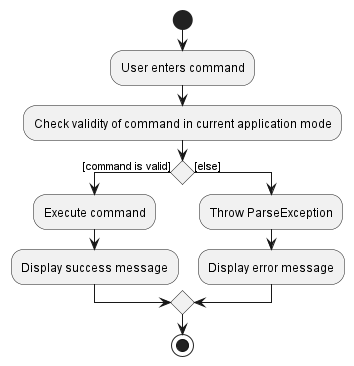 User enters command
Check validity of command in current application mode
[command is valid]
[else]
Execute command
Throw ParseException
Display success message
Display error message